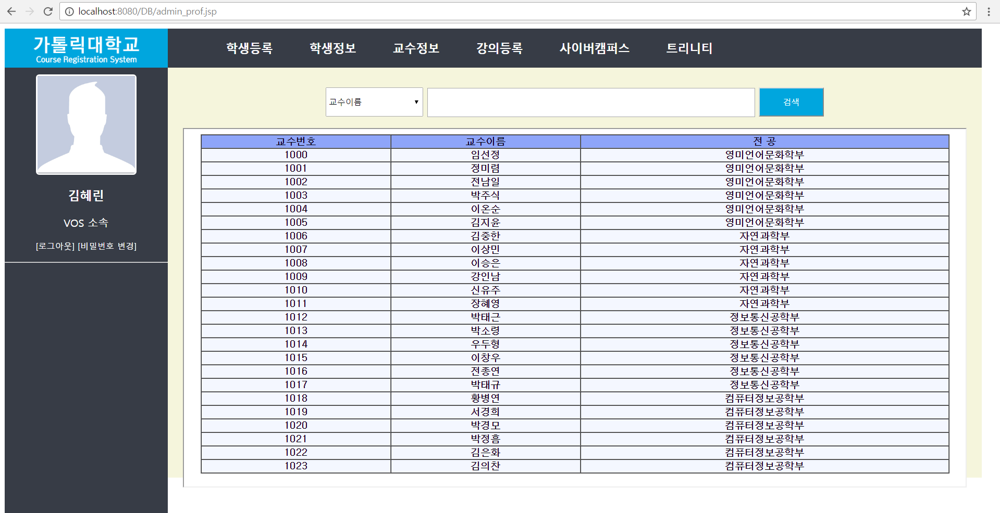 localhost:8080/DB/admin_prof.jsp
가톨릭대학교
Course Registration System
학생등록 학생정보 교수정보 강의등록 사이버캠퍼스 트리니티
김혜린
VOS 소속
[로그아웃] [비밀번호 변경]
교수이름 ▼ 검색
교수번호 교수이름 전 공
1000 임선정 영미언어문화학부
1001 정미렴 영미언어문화학부
1002 전남일 영미언어문화학부
1003 박주식 영미언어문화학부
1004 이온순 영미언어문화학부
1005 김지윤 영미언어문화학부
1006 김중한 자연과학부
1007 이상민 자연과학부
1008 이승은 자연과학부
1009 강인남 자연과학부
1010 신유주 자연과학부
1011 장혜영 자연과학부
1012 박태근 정보통신공학부
1013 박소령 정보통신공학부
1014 우두형 정보통신공학부
1015 이창우 정보통신공학부
1016 전종연 정보통신공학부
1017 박태규 정보통신공학부
1018 황병연 컴퓨터정보공학부
1019 서경희 컴퓨터정보공학부
1020 박경모 컴퓨터정보공학부
1021 박정흠 컴퓨터정보공학부
1022 김은화 컴퓨터정보공학부
1023 김의찬 컴퓨터정보공학부